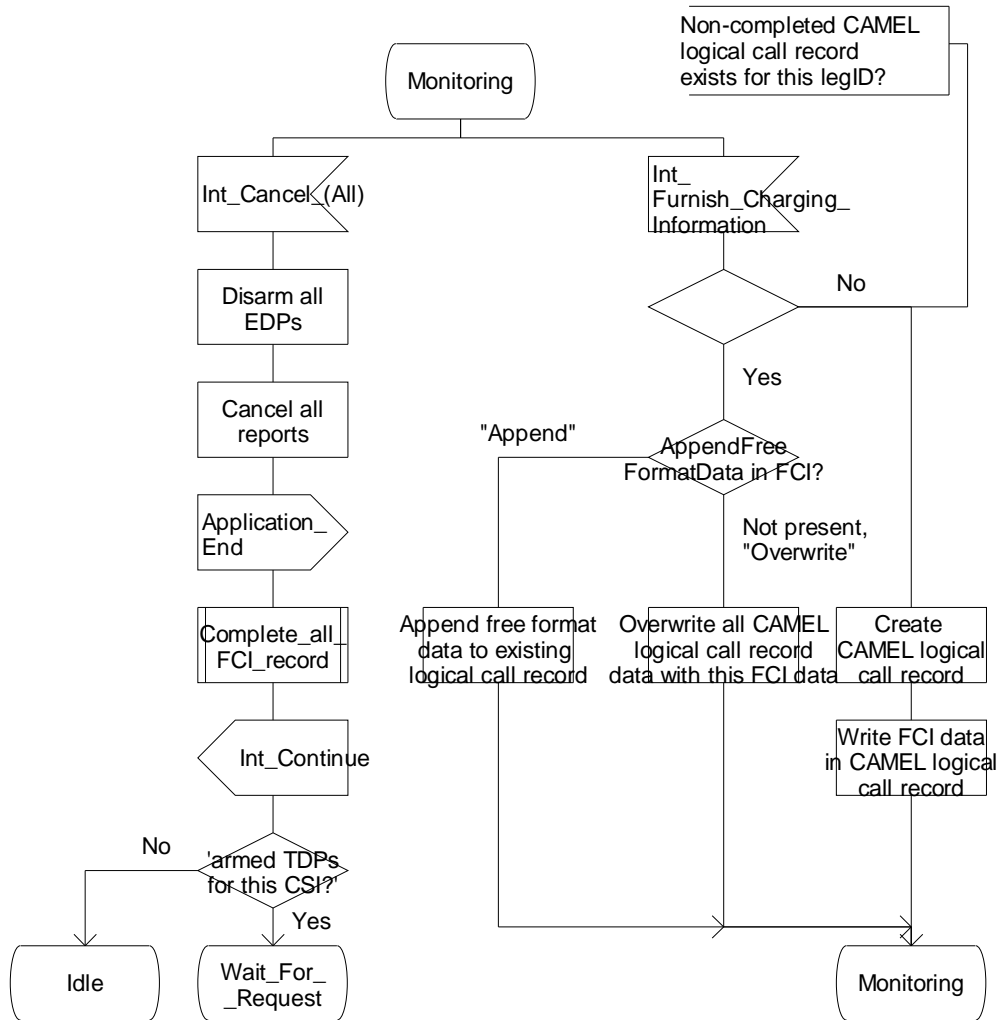 Non-completed CAMEL
logical call record
exists for this legID?
Monitoring
Int_Cancel_(All)
Int_
Furnish_Charging_
Information
Disarm all
EDPs
No
Yes
Cancel all
reports
"Append"
AppendFree
FormatData in FCI?
Application_
End
Not present,
"Overwrite"
Complete_all_
FCI_record
Append free format
data to existing
logical call record
Overwrite all CAMEL
logical call record
data with this FCI data
Create
CAMEL logical
call record
Int_Continue
Write FCI data
in CAMEL logical
call record
No
'armed TDPs
for this CSI?'
Yes
Idle
Wait_For_
_Request
Monitoring